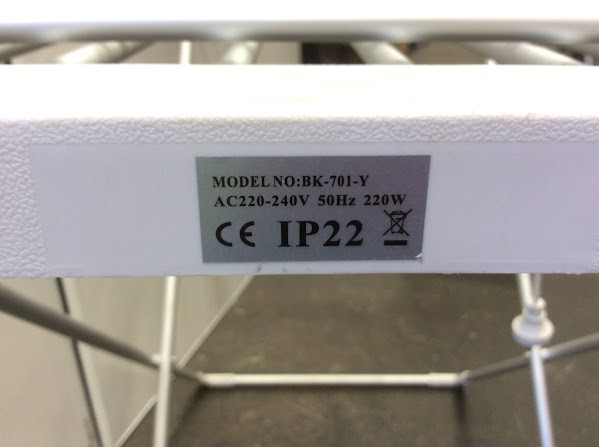 MODEL NO:BK-701-Y
AC220-240V 50Hz 220W
CE IP22